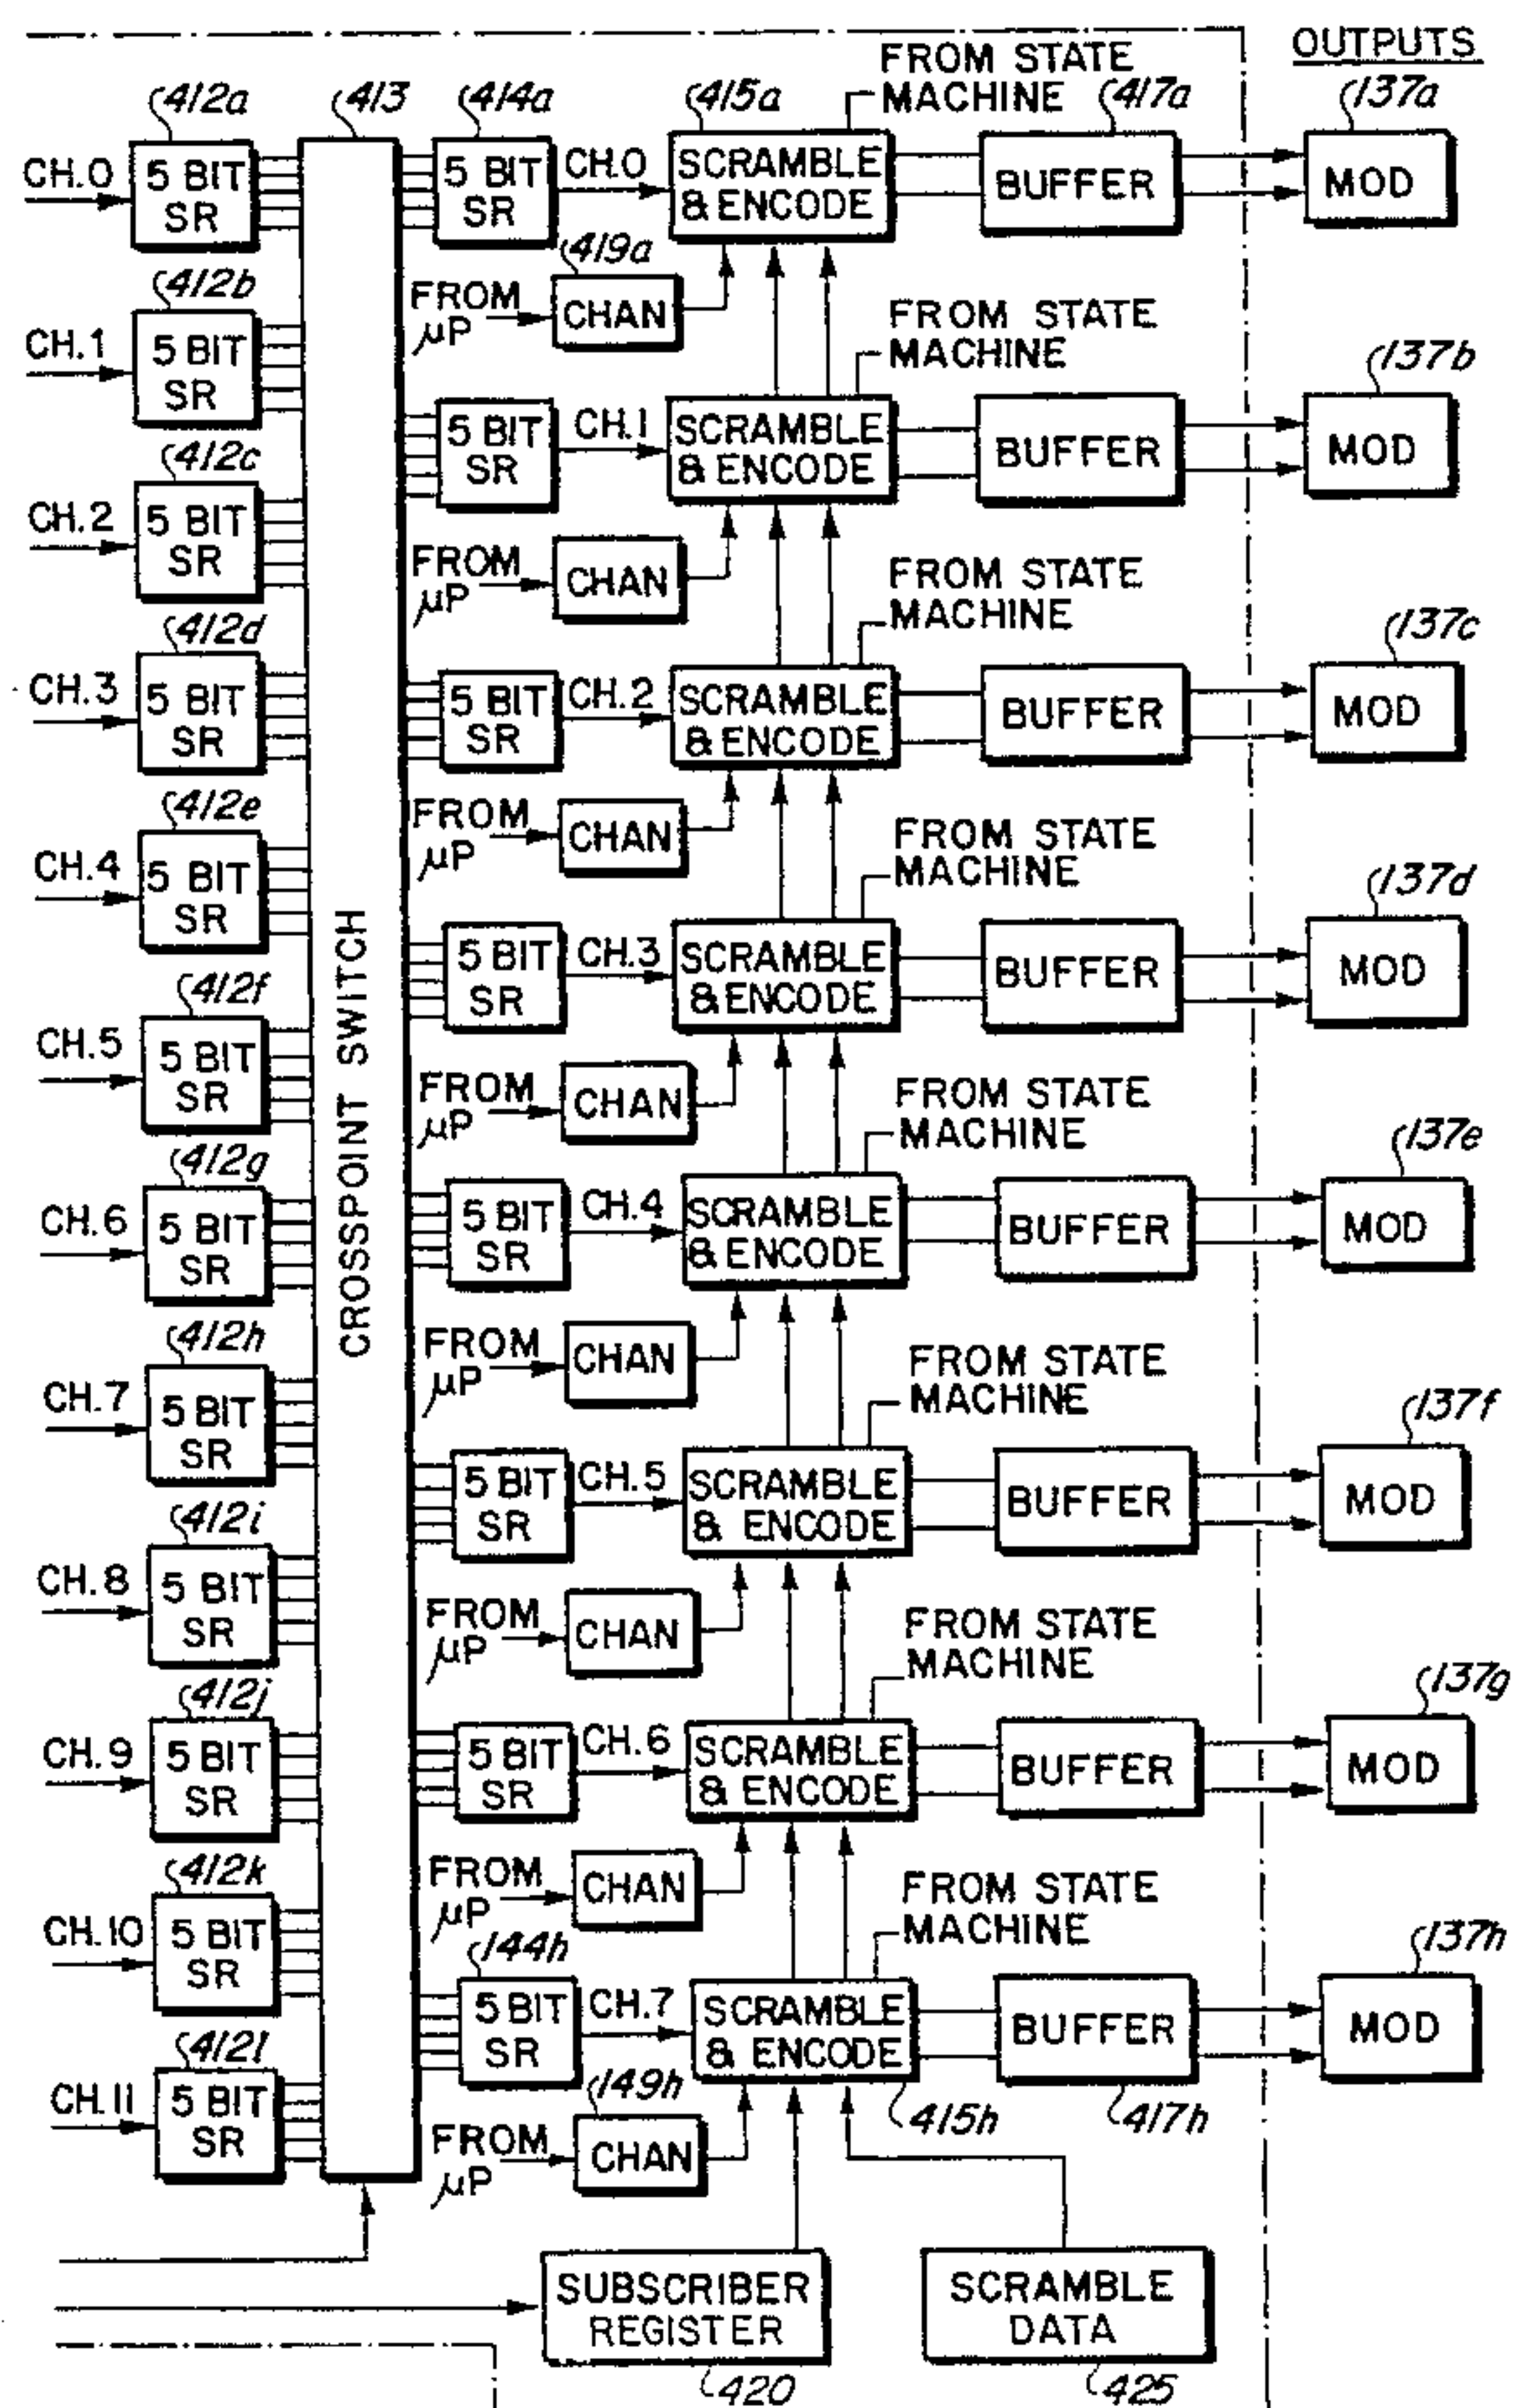 OUTPUTS
FROM STATE
MACHINE
412a
413
414a
415a
417a
137a
CH.0
5 BIT
SR
5 BIT
SR
CH.0
SCRAMBLE
& ENCODE
BUFFER
MOD
419a
FROM
µP
CHAN
412b
CH.1
5 BIT
SR
FROM STATE
MACHINE
137b
5 BIT
SR
CH.1
SCRAMBLE
& ENCODE
BUFFER
MOD
412c
CH.2
5 BIT
SR
FROM
µP
CHAN
FROM STATE
MACHINE
412d
137c
CH.3
5 BIT
SR
5 BIT
SR
CH.2
SCRAMBLE
& ENCODE
BUFFER
MOD
412e
FROM
µP
CHAN
CH.4
5 BIT
SR
FROM STATE
MACHINE
137d
CROSSPOINT SWITCH
5 BIT
SR
CH.3
SCRAMBLE
& ENCODE
BUFFER
MOD
412f
CH.5
5 BIT
SR
FROM
µP
CHAN
FROM STATE
MACHINE
137e
412g
CH.6
5 BIT
SR
5 BIT
SR
CH.4
SCRAMBLE
& ENCODE
BUFFER
MOD
412h
FROM
µP
CHAN
CH.7
5 BIT
SR
FROM STATE
MACHINE
137f
5 BIT
SR
CH.5
SCRAMBLE
& ENCODE
BUFFER
MOD
412i
CH.8
5 BIT
SR
FROM
µP
CHAN
FROM STATE
MACHINE
137g
412j
CH.9
5 BIT
SR
5 BIT
SR
CH.6
SCRAMBLE
& ENCODE
BUFFER
MOD
412k
FROM
µP
CHAN
CH.10
5 BIT
SR
FROM STATE
MACHINE
144h
137h
5 BIT
SR
CH.7
SCRAMBLE
& ENCODE
BUFFER
MOD
412l
CH.11
5 BIT
SR
149h
FROM
µP
CHAN
415h
417h
SUBSCRIBER
REGISTER
SCRAMBLE
DATA
420
425